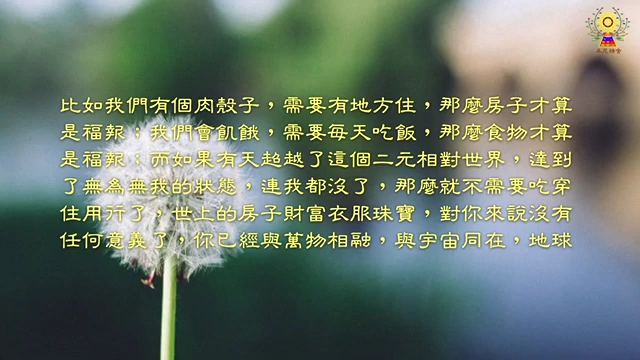 比如我們有個肉殼子，需要有地方住，那麼房子才算
是福報；我們會飢餓，需要每天吃飯，那麼食物才算
是福報；而如果有天超越了這個二元相對世界，達到
了無為無我的狀態，連我都沒了，那麼就不需要吃穿
住用行了，世上的房子財富衣服珠寶，對你來說沒有
任何意義了，你已經與萬物相融，與宇宙同在，地球